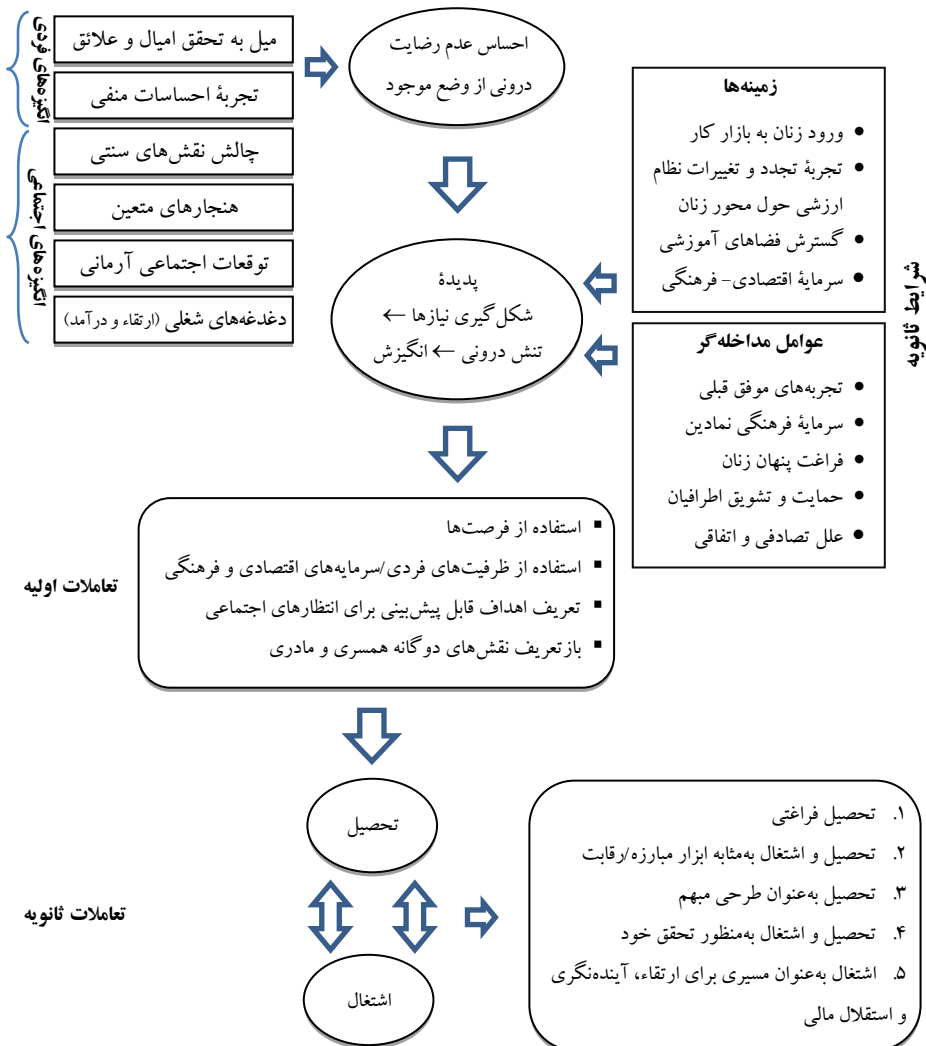 انگیزه‌های فردی
میل به تحقق امیال و علائق
تجربهٔ احساسات منفی
انگیزه‌های اجتماعی
چالش نقش‌های سنتی
هنجارهای متعین
توقعات اجتماعی آرمانی
دغدغه‌های شغلی (ارتقاء و درآمد)
احساس عدم رضایت
درونی از وضع موجود
پدیدهٔ
شکل‌گیری نیازها ←
تنش درونی ← انگیزش
شرایط ثانویه
زمینه‌ها
● ورود زنان به بازار کار
● تجربهٔ تجدد و تغییرات نظام
ارزشی حول محور زنان
● گسترش فضاهای آموزشی
● سرمایهٔ اقتصادی- فرهنگی
عوامل مداخله‌گر
● تجربه‌های موفق قبلی
● سرمایهٔ فرهنگی نمادین
● فراغت پنهان زنان
● حمایت و تشویق اطرافیان
● علل تصادفی و اتفاقی
تعاملات اولیه
▪ استفاده از فرصت‌ها
▪ استفاده از ظرفیت‌های فردی/سرمایه‌های اقتصادی و فرهنگی
▪ تعریف اهداف قابل پیش‌بینی برای انتظارهای اجتماعی
▪ بازتعریف نقش‌های دوگانه همسری و مادری
تعاملات ثانویه
تحصیل
اشتغال
۱. تحصیل فراغتی
۲. تحصیل و اشتغال به‌مثابه ابزار مبارزه/رقابت
۳. تحصیل به‌عنوان طرحی مبهم
۴. تحصیل و اشتغال به‌منظور تحقق خود
۵. اشتغال به‌عنوان مسیری برای ارتقاء، آینده‌نگری
و استقلال مالی